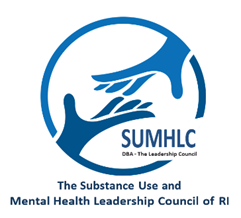 SUMHLC
DBA - The Leadership Council
The Substance Use and
Mental Health Leadership Council of RI